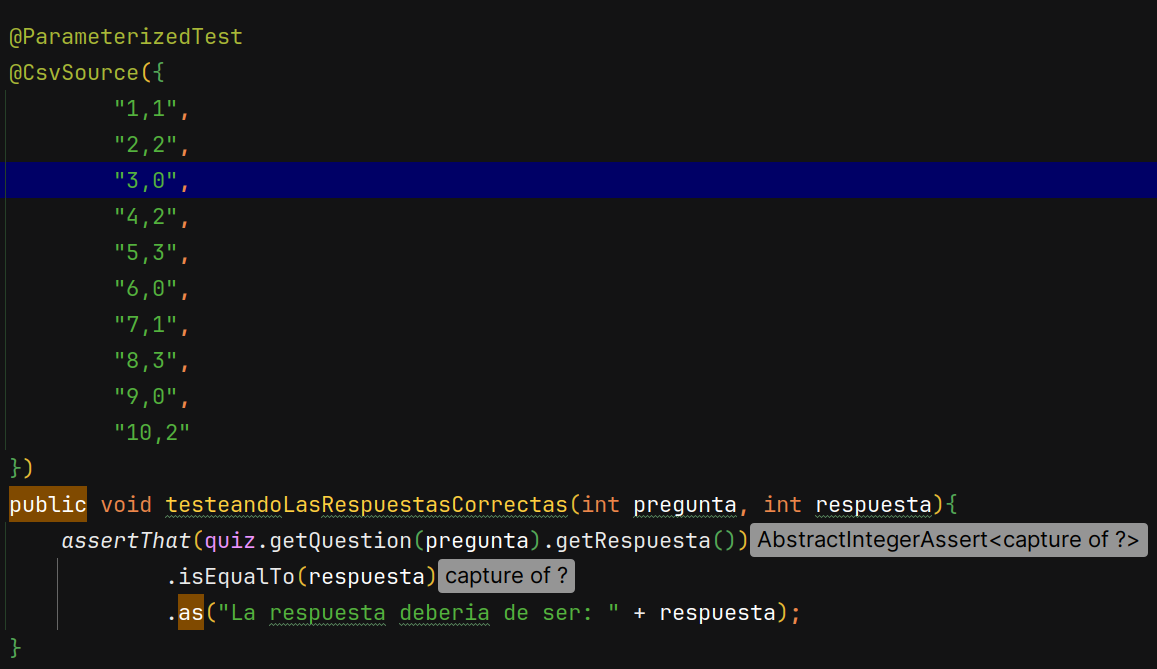 @ParameterizedTest
@CsvSource({
"1,1",
"2,2",
"3,0",
"4,2",
"5,3",
"6,0",
"7,1",
"8,3",
"9,0",
"10,2"
})
public void testeandoLasRespuestasCorrectas(int pregunta, int respuesta){
assertThat(quiz.getQuestion(pregunta).getRespuesta()) AbstractIntegerAssert<capture of ?>
.isEqualTo(respuesta) capture of ?
.as("La respuesta deberia de ser: " + respuesta);
}